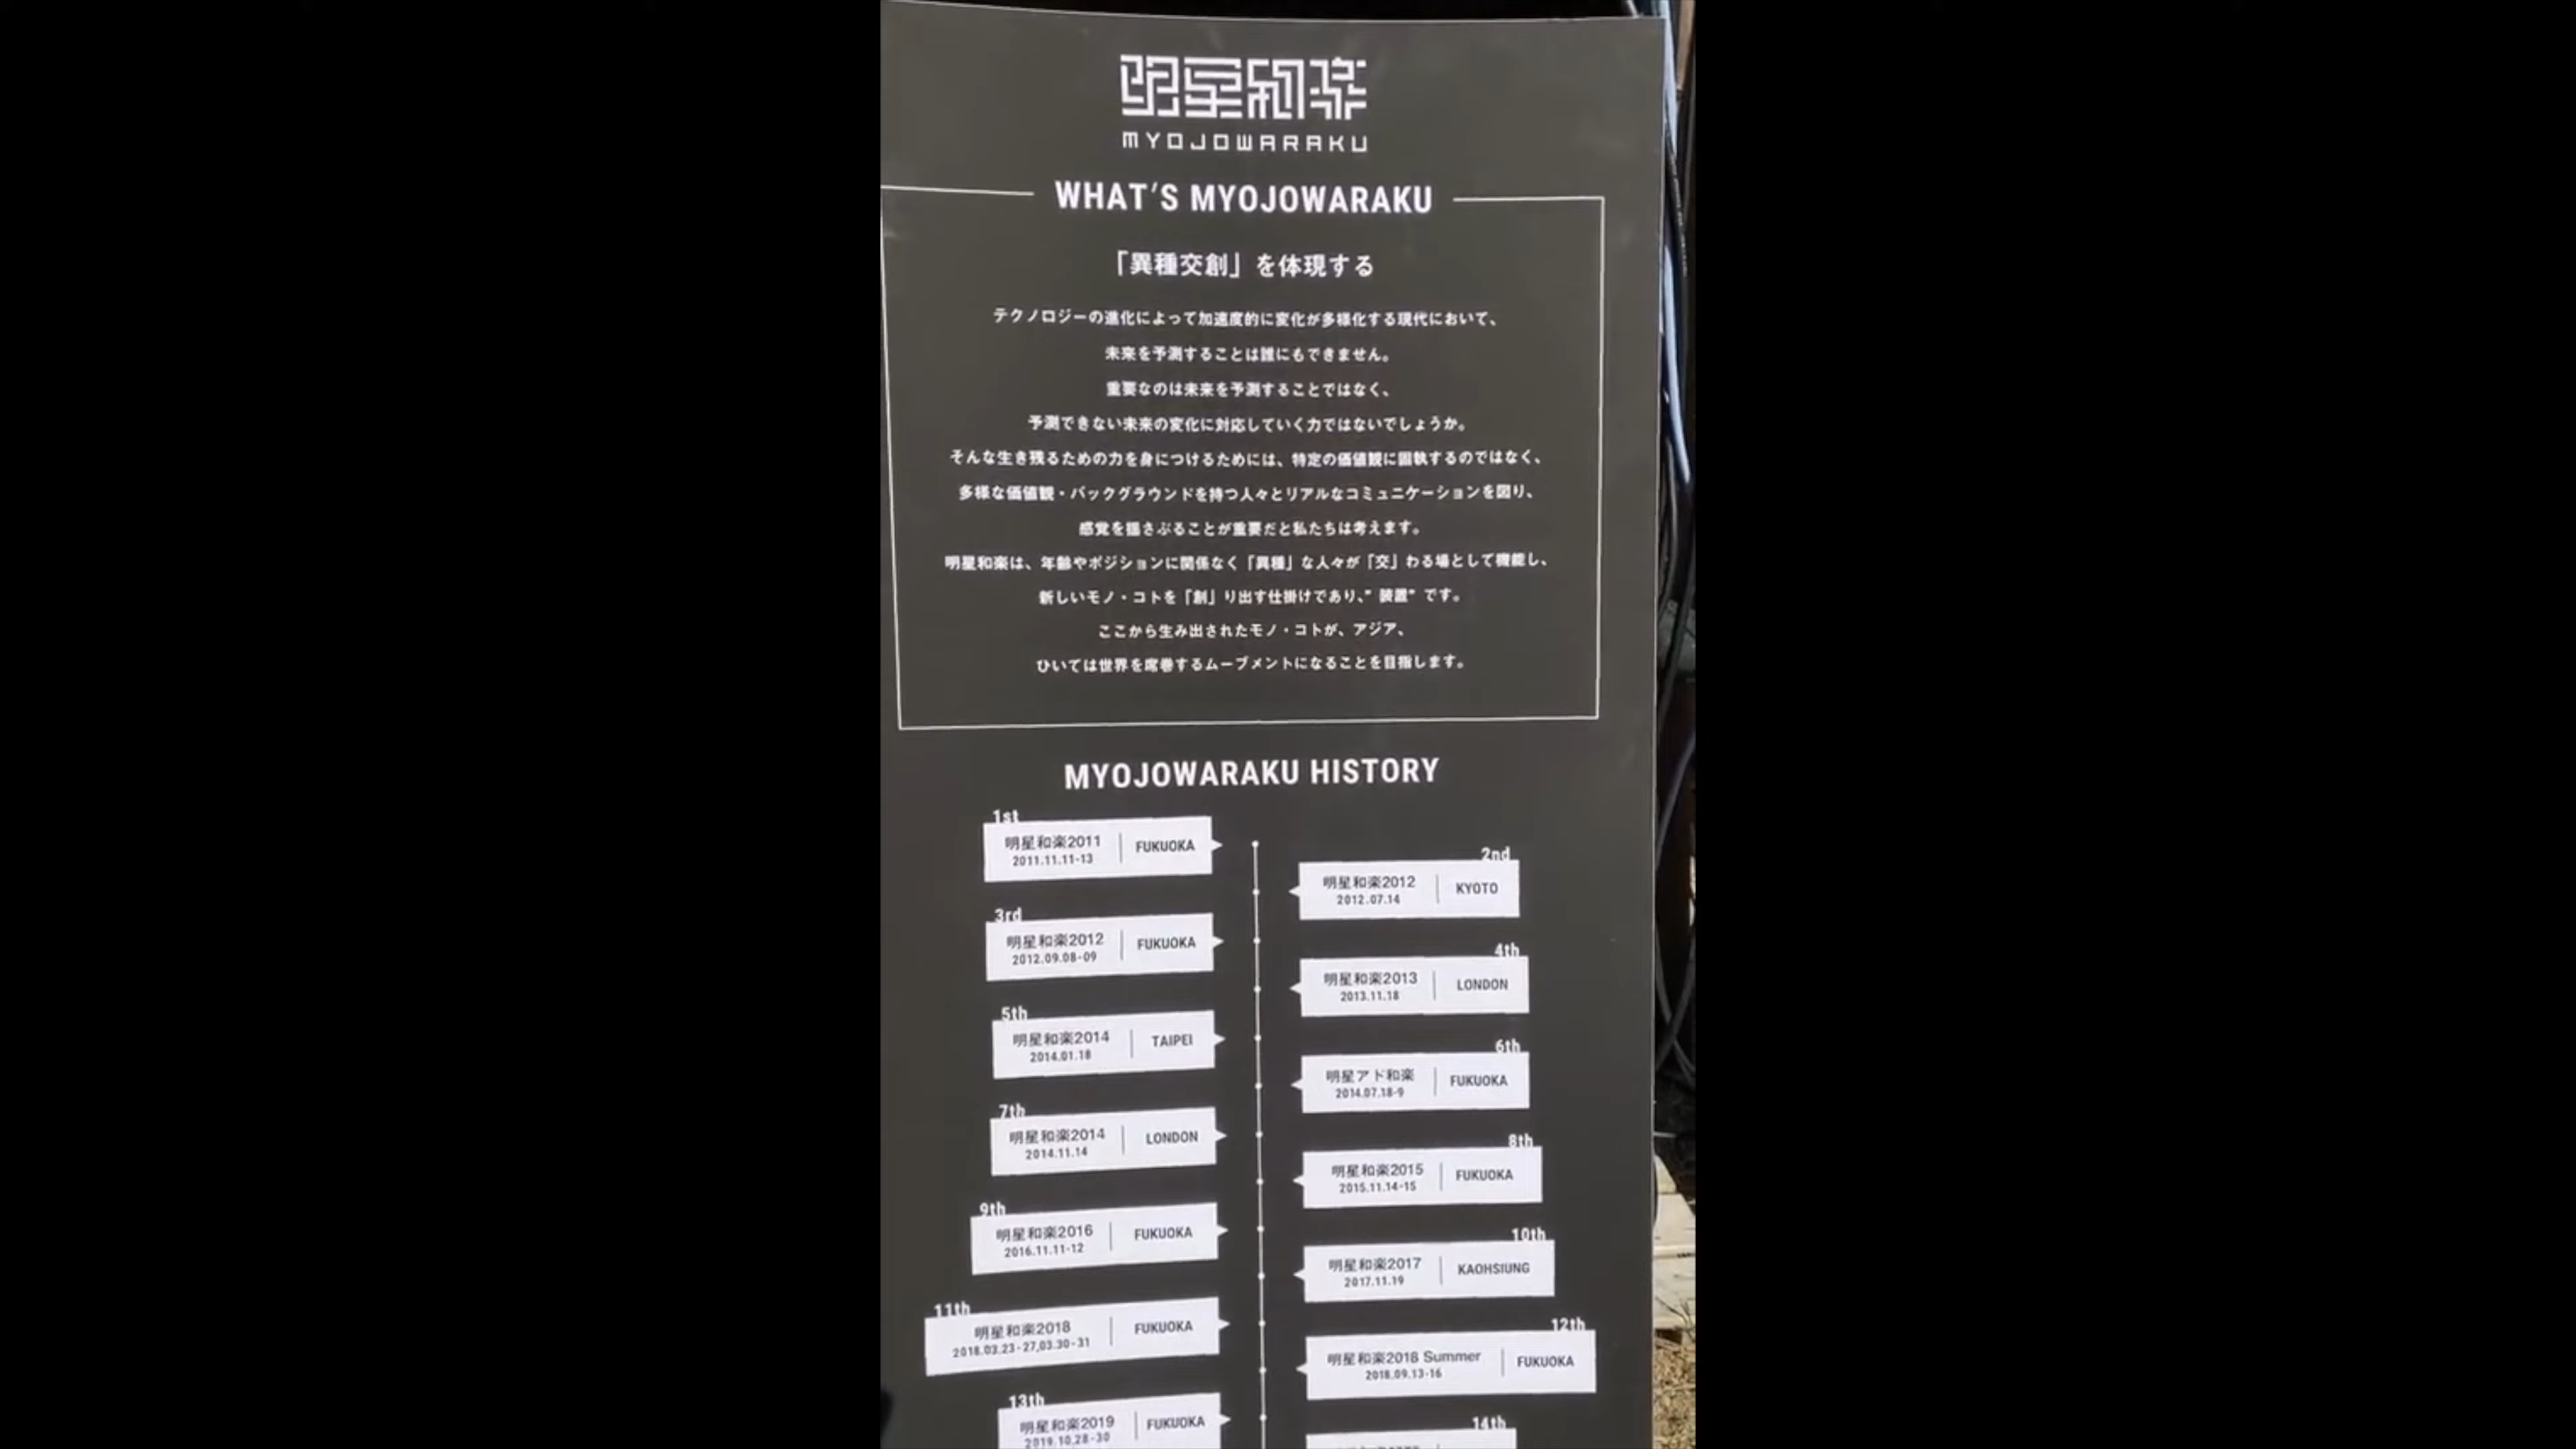 明星和楽
MYOJOWARAKU
WHAT'S MYOJOWARAKU
「異種交創」を体現する
テクノロジーの進化によって加速度的に変化が多様化する現代において、
未来を予測することは誰にもできません。
重要なのは未来を予測することではなく、
予測できない未来の変化に対応していく力ではないでしょうか。
そんな生き残るための力を身につけるためには、特定の価値観に固執するのではなく、
多様な価値観・バックグラウンドを持つ人々とリアルなコミュニケーションを図り、
感覚を揺さぶることが重要だと私たちは考えます。
明星和楽は、年齢やポジションに関係なく「異種」な人々が「交」わる場として機能し、
新しいモノ・コトを「創」り出す仕掛けであり、"装置"です。
ここから生み出されたモノ・コトが、アジア、
ひいては世界を席巻するムーブメントになることを目指します。
MYOJOWARAKU HISTORY
1st
明星和楽2011 FUKUOKA
2011.11.11-13
2nd
明星和楽2012 KYOTO
2012.07.14
3rd
明星和楽2012 FUKUOKA
2012.09.08-09
4th
明星和楽2013 LONDON
2013.11.18
5th
明星和楽2014 TAIPEI
2014.01.18
6th
明星アド和楽 FUKUOKA
2014.07.18-9
7th
明星和楽2014 LONDON
2014.11.14
8th
明星和楽2015 FUKUOKA
2015.11.14-15
9th
明星和楽2016 FUKUOKA
2016.11.11-12
10th
明星和楽2017 KAOHSIUNG
2017.11.19
11th
明星和楽2018 FUKUOKA
2018.03.23-27,03.30-31
12th
明星和楽2018 Summer FUKUOKA
2018.09.13-16
13th
明星和楽2019 FUKUOKA
2019.10.28-30
14th